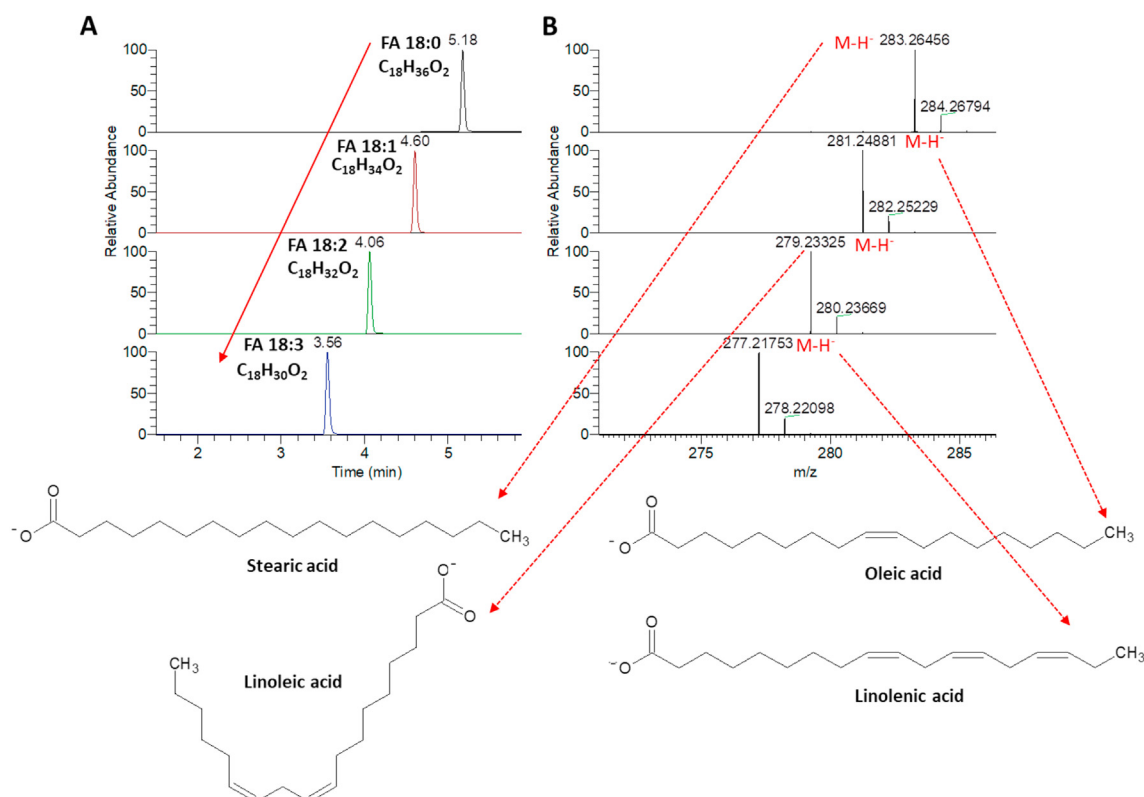 A
FA 18:0 5.18
C18H36O2
100
50
0
4.60
FA 18:1
C18H34O2
100
50
0
FA 18:2 4.06
C18H32O2
100
50
0
FA 18:3 3.56
C18H30O2
100
50
0
Relative Abundance
Relative Abundance
2 3 4 5
Time (min)
B
M-H- 283.26456
284.26794
100
50
0
281.24881 M-H-
282.25229
100
50
0
279.23325 M-H-
280.23669
100
50
0
277.21753 M-H-
278.22098
100
50
0
Relative Abundance
Relative Abundance
275 280 285
m/z
O
-O
CH3
Stearic acid
O
-O
CH3
Oleic acid
O-
O
CH3
Linoleic acid
O
-O
CH3
Linolenic acid